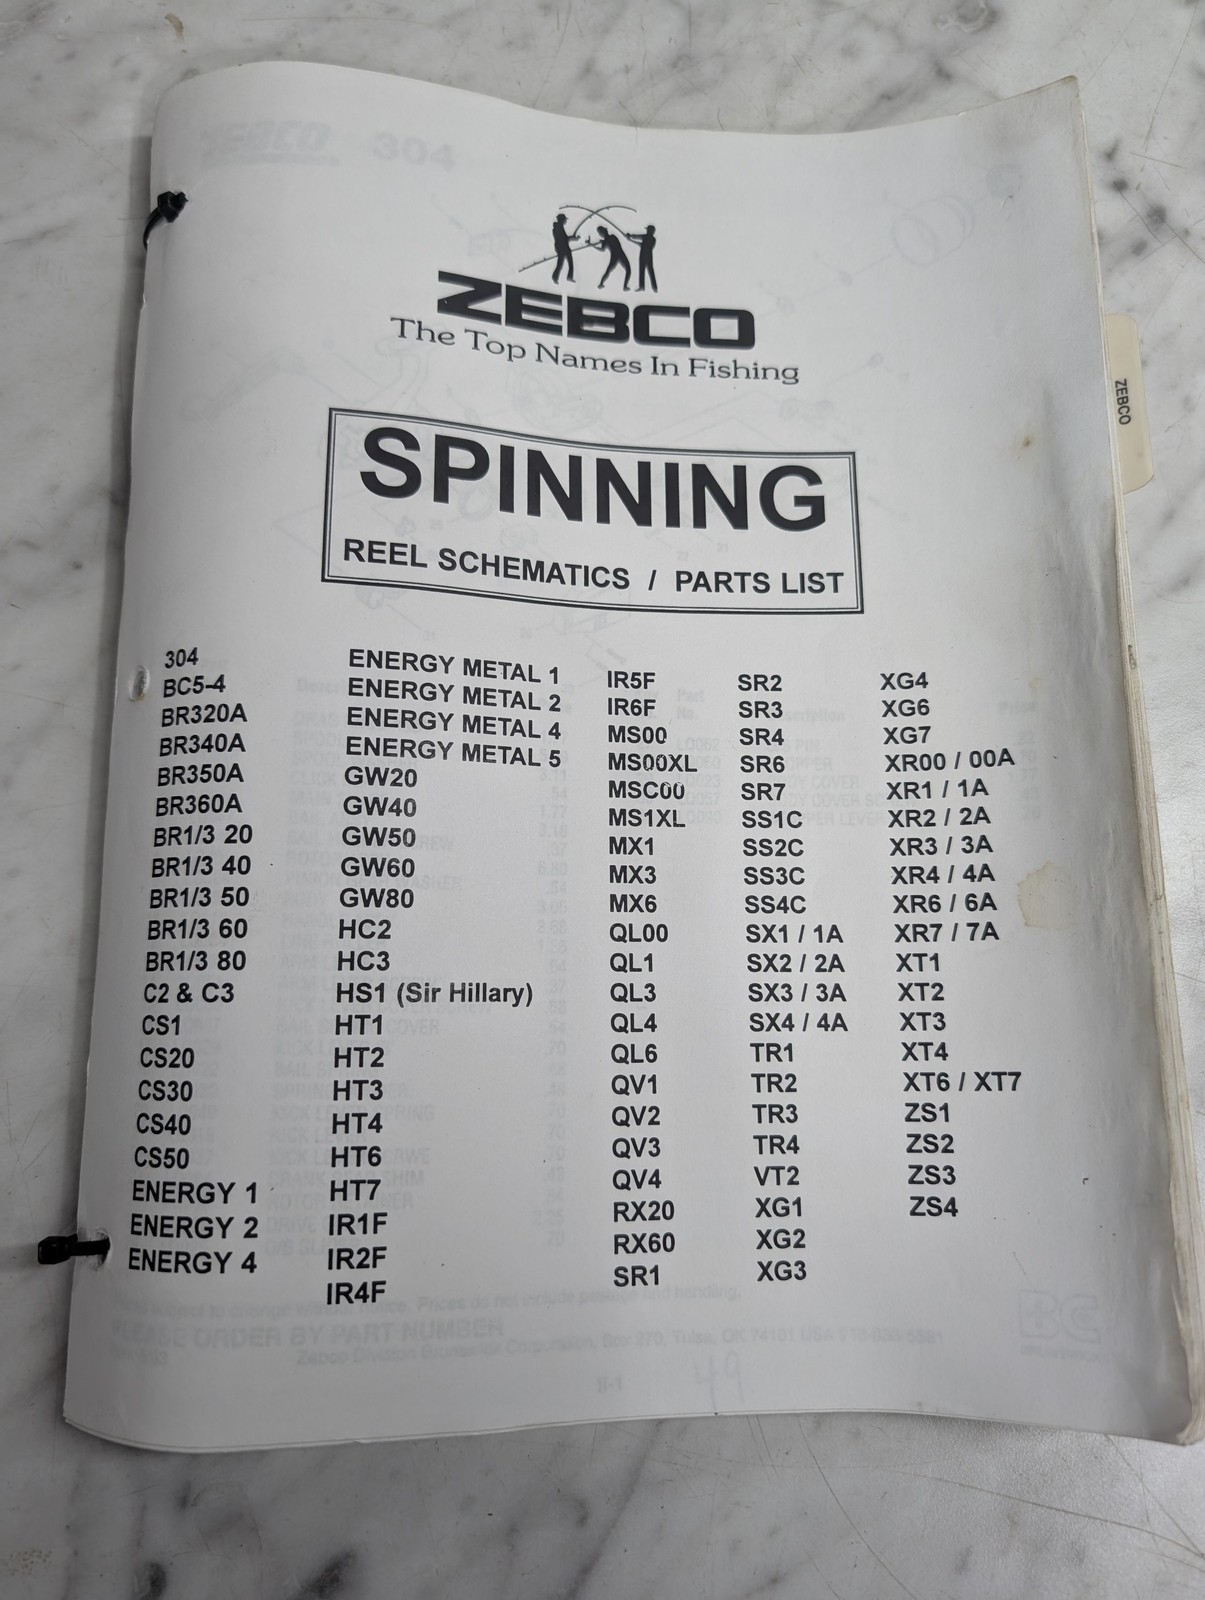 ZEBCO
The Top Names In Fishing
SPINNING
REEL SCHEMATICS / PARTS LIST
304
BC5-4
BR320A
BR340A
BR350A
BR360A
BR1/3 20
BR1/3 40
BR1/3 50
BR1/3 60
BR1/3 80
C2 & C3
CS1
CS20
CS30
CS40
CS50
ENERGY 1
ENERGY 2
ENERGY 4
ENERGY METAL 1
ENERGY METAL 2
ENERGY METAL 4
ENERGY METAL 5
GW20
GW40
GW50
GW60
GW80
HC2
HC3
HS1 (Sir Hillary)
HT1
HT2
HT3
HT4
HT6
HT7
IR1F
IR2F
IR4F
IR5F
IR6F
MS00
MS00XL
MSC00
MS1XL
MX1
MX3
MX6
QL00
QL1
QL3
QL4
QL6
QV1
QV2
QV3
QV4
RX20
RX60
SR1
SR2
SR3
SR4
SR6
SR7
SS1C
SS2C
SS3C
SS4C
SX1 / 1A
SX2 / 2A
SX3 / 3A
SX4 / 4A
TR1
TR2
TR3
TR4
VT2
XG1
XG2
XG3
XG4
XG6
XG7
XR00 / 00A
XR1 / 1A
XR2 / 2A
XR3 / 3A
XR4 / 4A
XR6 / 6A
XR7 / 7A
XT1
XT2
XT3
XT4
XT6 / XT7
ZS1
ZS2
ZS3
ZS4
ZEBCO
ZEBCO 304
PLEASE ORDER BY PART NUMBER